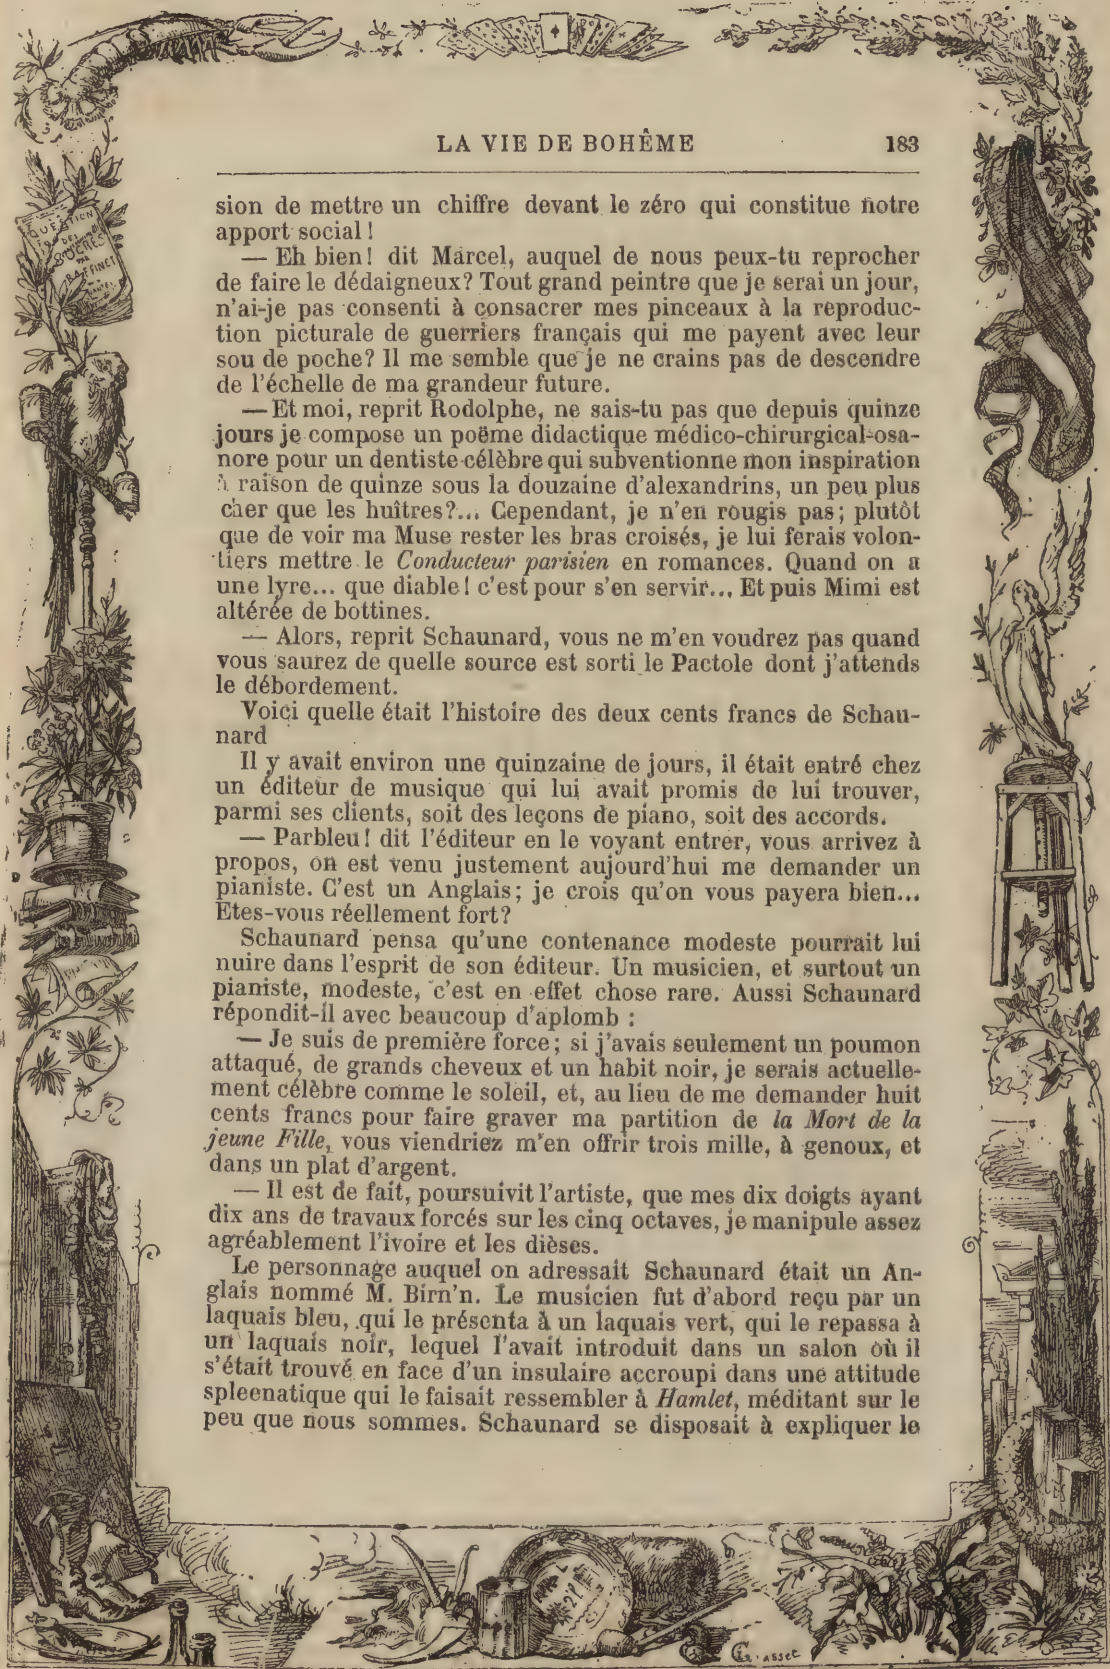 LA VIE DE BOHÊME 183
sion de mettre un chiffre devant le zéro qui constitue notre
apport social !
— Eh bien! dit Marcel, auquel de nous peux-tu reprocher
de faire le dédaigneux? Tout grand peintre que je serai un jour,
n'ai-je pas consenti à consacrer mes pinceaux à la reproduc-
tion picturale de guerriers français qui me payent avec leur
sou de poche? Il me semble que je ne crains pas de descendre
de l'échelle de ma grandeur future.
— Et moi, reprit Rodolphe, ne sais-tu pas que depuis quinze
jours je compose un poëme didactique médico-chirurgical-osa-
nore pour un dentiste célèbre qui subventionne mon inspiration
à raison de quinze sous la douzaine d'alexandrins, un peu plus
cher que les huîtres?... Cependant, je n'en rougis pas; plutôt
que de voir ma Muse rester les bras croisés, je lui ferais volon-
tiers mettre le Conducteur parisien en romances. Quand on a
une lyre... que diable! c'est pour s'en servir... Et puis Mimi est
altérée de bottines.
— Alors, reprit Schaunard, vous ne m'en voudrez pas quand
vous saurez de quelle source est sorti le Pactole dont j'attends
le débordement.
Voici quelle était l'histoire des deux cents francs de Schau-
nard
Il y avait environ une quinzaine de jours, il était entré chez
un éditeur de musique qui lui avait promis de lui trouver,
parmi ses clients, soit des leçons de piano, soit des accords.
— Parbleu! dit l'éditeur en le voyant entrer, vous arrivez à
propos, on est venu justement aujourd'hui me demander un
pianiste. C'est un Anglais; je crois qu'on vous payera bien...
Etes-vous réellement fort?
Schaunard pensa qu'une contenance modeste pourrait lui
nuire dans l'esprit de son éditeur. Un musicien, et surtout un
pianiste, modeste, c'est en effet chose rare. Aussi Schaunard
répondit-il avec beaucoup d'aplomb :
— Je suis de première force; si j'avais seulement un poumon
attaqué, de grands cheveux et un habit noir, je serais actuelle-
ment célèbre comme le soleil, et, au lieu de me demander huit
cents francs pour faire graver ma partition de la Mort de la
jeune Fille, vous viendriez m'en offrir trois mille, à genoux, et
dans un plat d'argent.
— Il est de fait, poursuivit l'artiste, que mes dix doigts ayant
dix ans de travaux forcés sur les cinq octaves, je manipule assez
agréablement l'ivoire et les dièses.
Le personnage auquel on adressait Schaunard était un An-
glais nommé M. Birn'n. Le musicien fut d'abord reçu par un
laquais bleu, qui le présenta à un laquais vert, qui le repassa à
un laquais noir, lequel l'avait introduit dans un salon où il
s'était trouvé en face d'un insulaire accroupi dans une attitude
spleenatique qui le faisait ressembler à Hamlet, méditant sur le
peu que nous sommes. Schaunard se disposait à expliquer le
QUESTION
DES
SUCRES